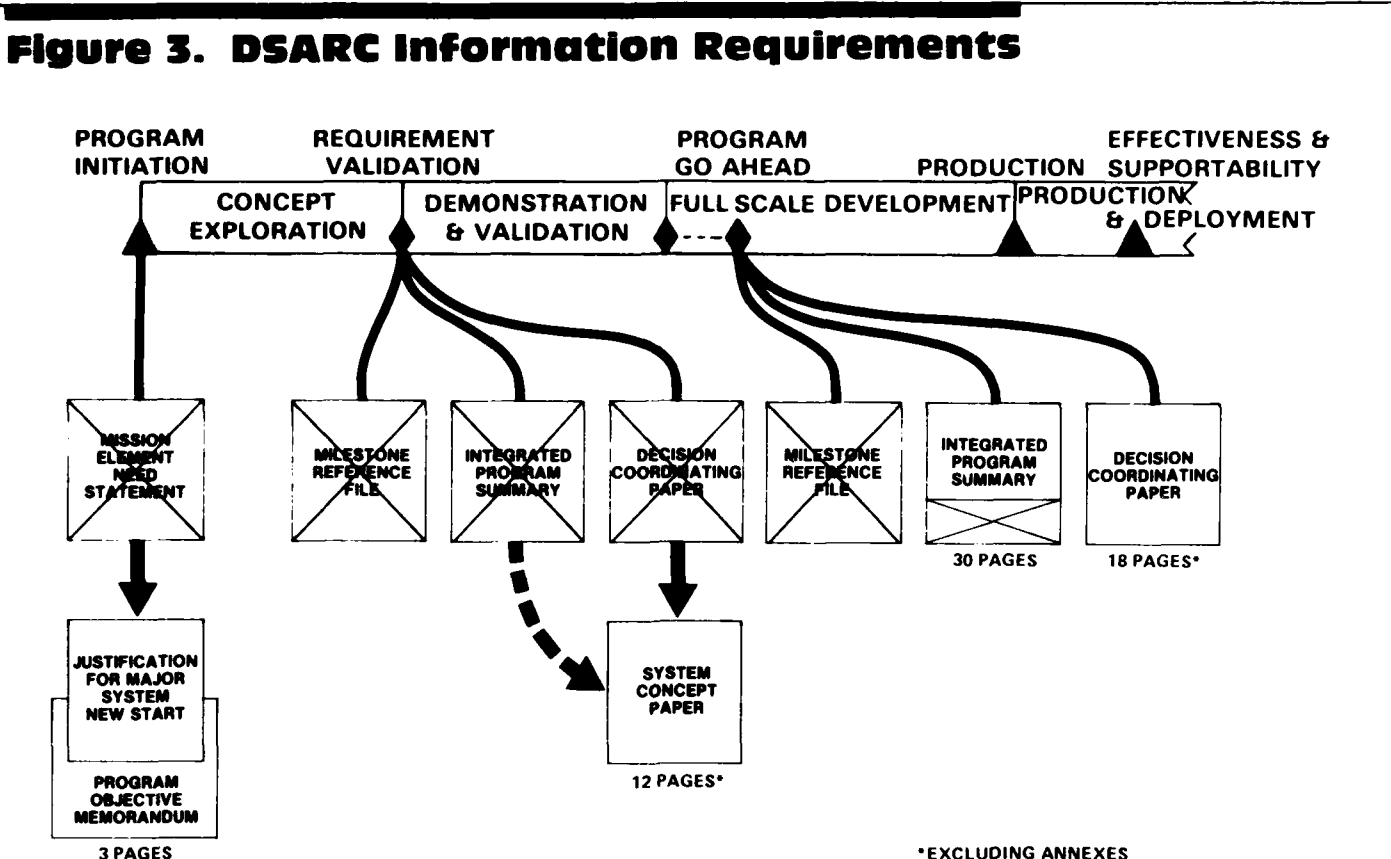 Figure 3. DSARC Information Requirements
PROGRAM
INITIATION
REQUIREMENT
VALIDATION
PROGRAM
GO AHEAD
PRODUCTION
EFFECTIVENESS &
SUPPORTABILITY
CONCEPT
EXPLORATION
DEMONSTRATION
& VALIDATION
FULL SCALE DEVELOPMENT
PRODUCTION
& DEPLOYMENT
MISSION
ELEMENT
NEED
STATEMENT
MILESTONE
REFERENCE
FILE
INTEGRATED
PROGRAM
SUMMARY
DECISION
COORDINATING
PAPER
MILESTONE
REFERENCE
FILE
INTEGRATED
PROGRAM
SUMMARY
30 PAGES
DECISION
COORDINATING
PAPER
18 PAGES*
JUSTIFICATION
FOR MAJOR
SYSTEM
NEW START
PROGRAM
OBJECTIVE
MEMORANDUM
3 PAGES
SYSTEM
CONCEPT
PAPER
12 PAGES*
*EXCLUDING ANNEXES